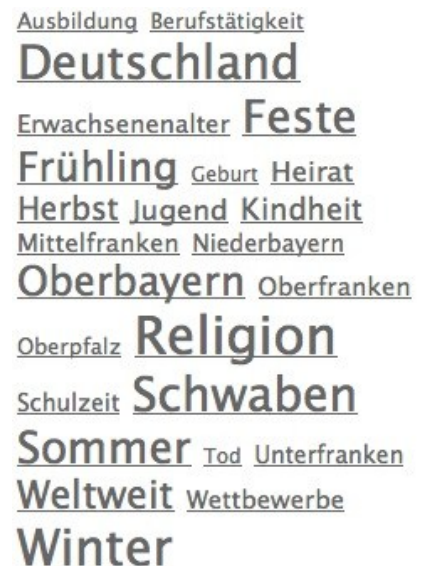 Ausbildung Berufstätigkeit
Deutschland
Erwachsenenalter Feste
Frühling Geburt Heirat
Herbst Jugend Kindheit
Mittelfranken Niederbayern
Oberbayern Oberfranken
Oberpfalz Religion
Schulzeit Schwaben
Sommer Tod Unterfranken
Weltweit Wettbewerbe
Winter